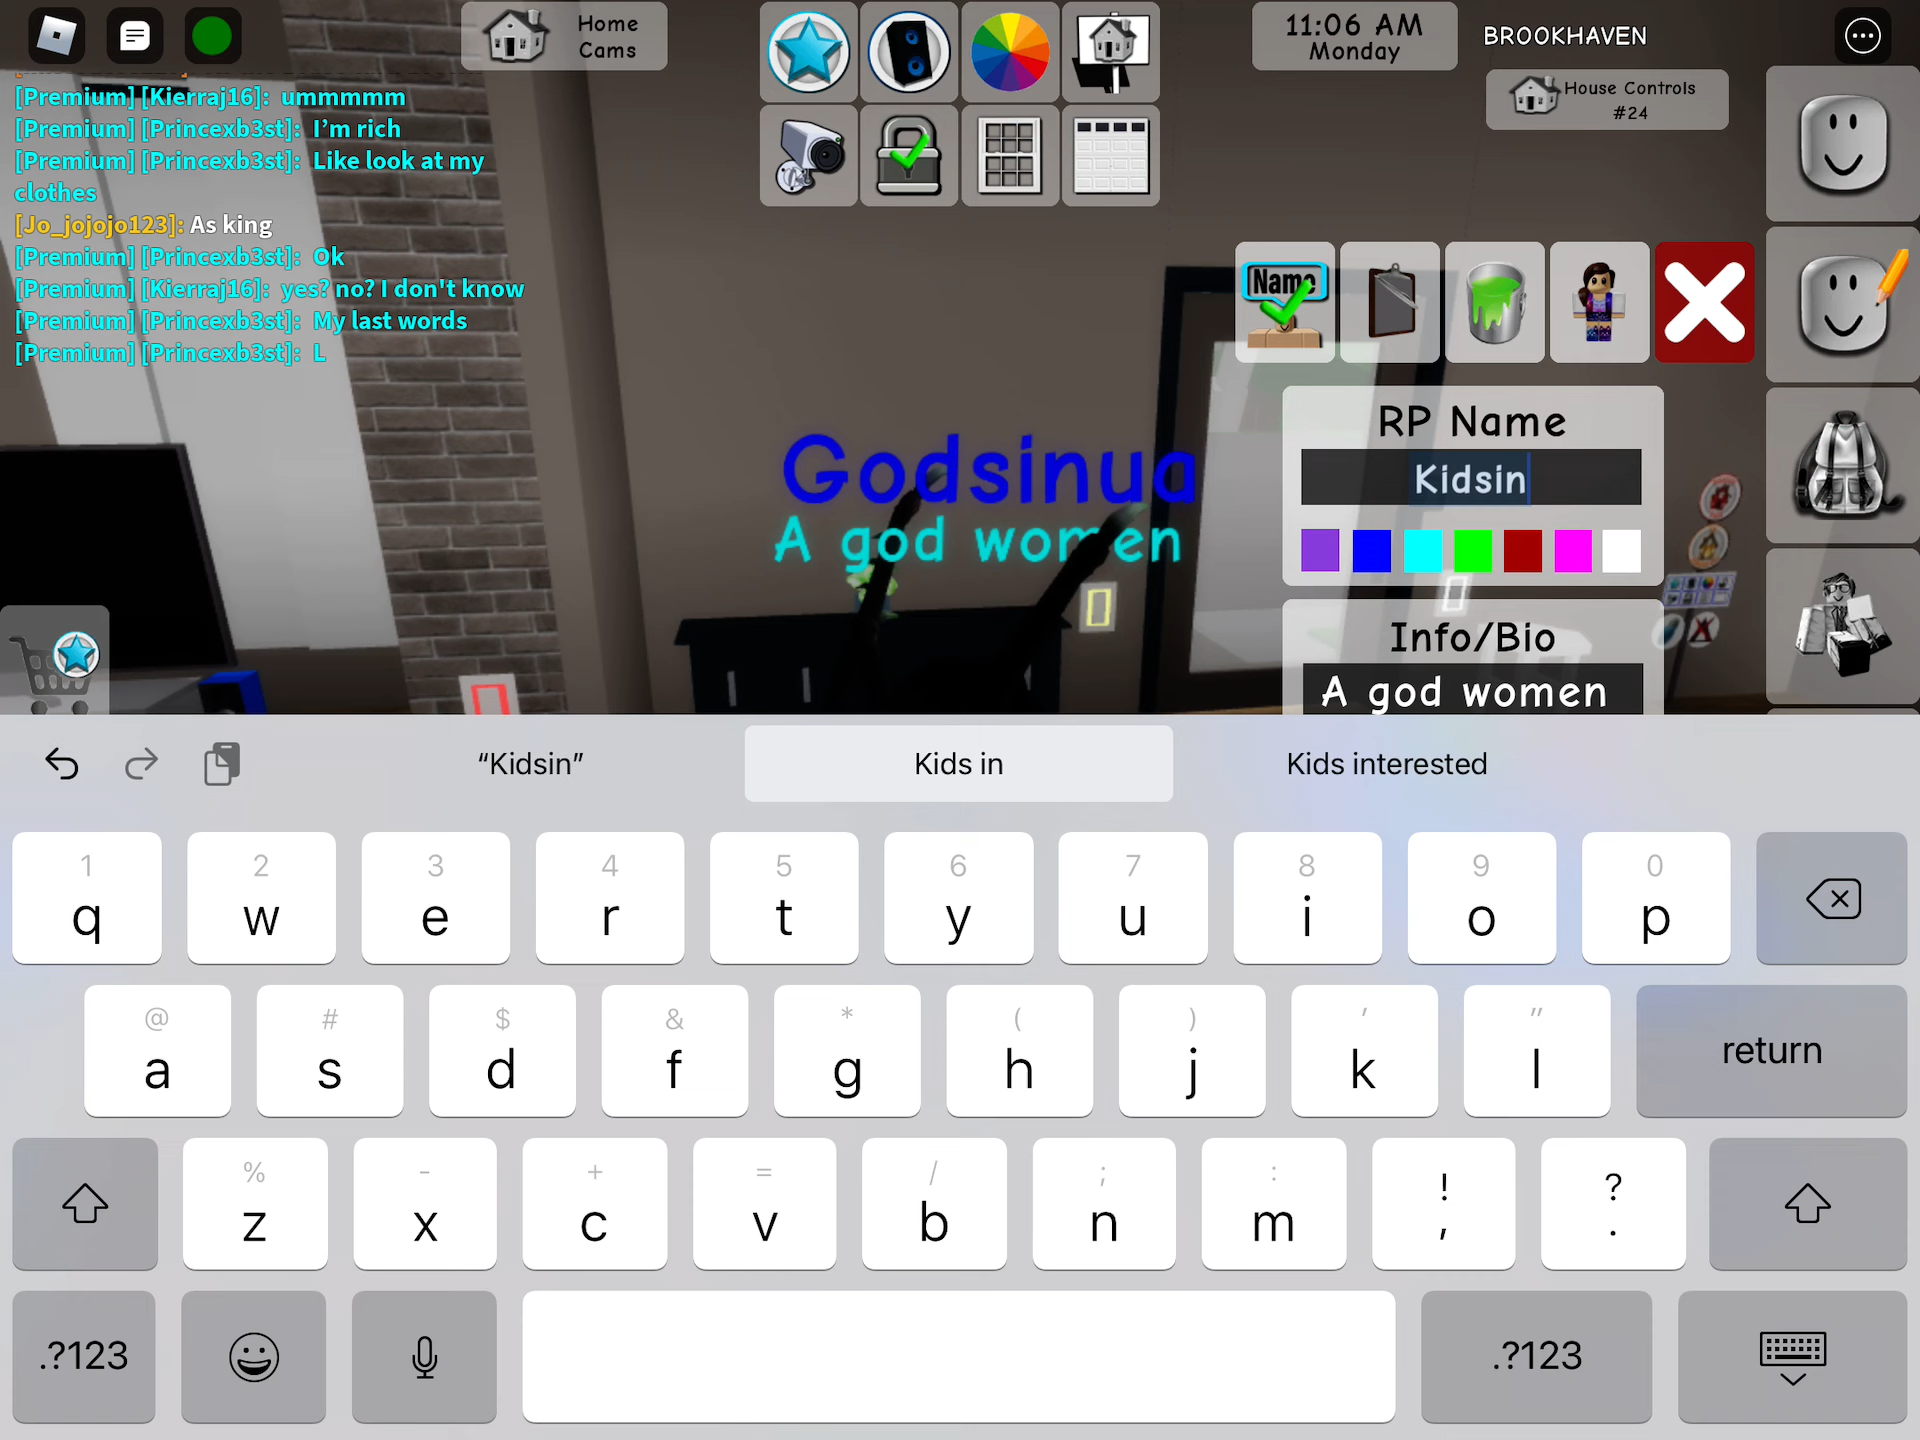 Home
Cams
11:06 AM
Monday
BROOKHAVEN
House Controls
#24
[Premium] [Kierraj16]: ummmmm
[Premium] [Princexb3st]: I'm rich
[Premium] [Princexb3st]: Like look at my
clothes
[Jo_jojojo123]: As king
[Premium] [Princexb3st]: Ok
[Premium] [Kierraj16]: yes? no? I don't know
[Premium] [Princexb3st]: My last words
[Premium] [Princexb3st]: L
Name
RP Name
Kidsin
Godsinua
A god women
Info/Bio
A god women
“Kidsin” Kids in Kids interested
1 2 3 4 5 6 7 8 9 0
q w e r t y u i o p
@ # $ & * ( ) ' "
a s d f g h j k l return
% - + = / ; : ! ?
z x c v b n m , .
.?123 .?123